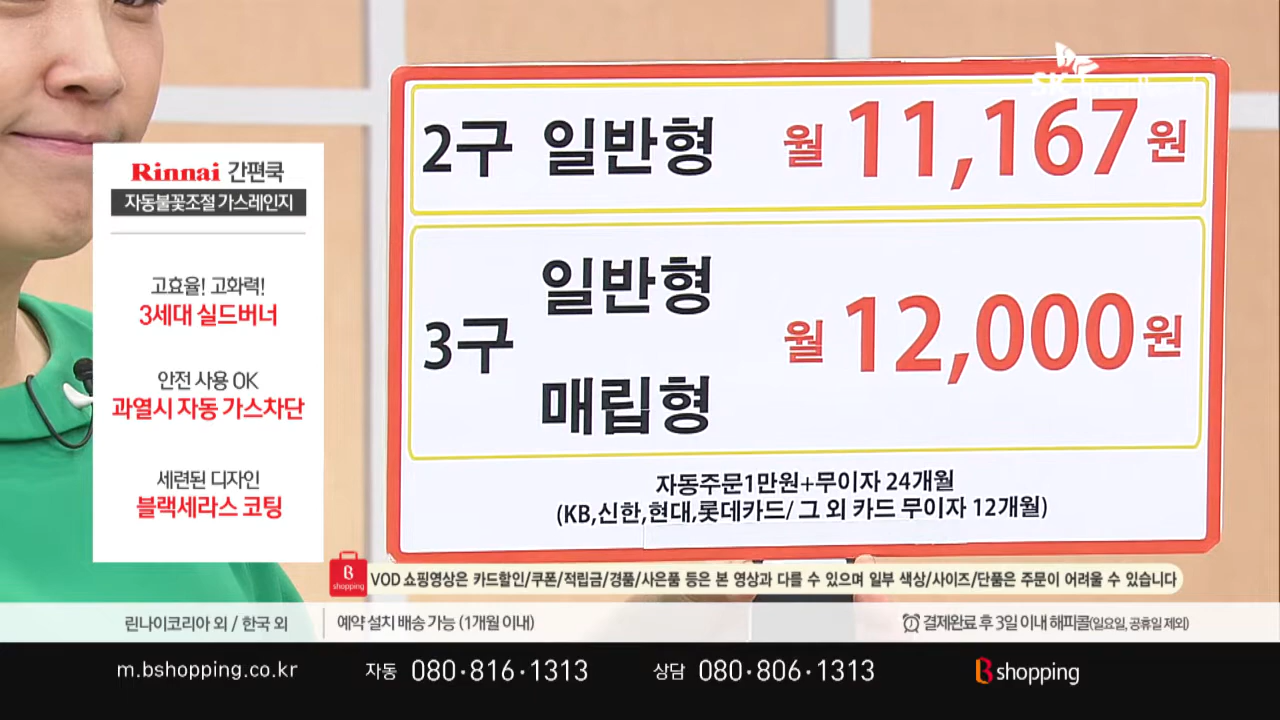 2구 일반형 월 11,167원
3구 일반형 매립형 월 12,000원
자동주문1만원+무이자 24개월
(KB,신한,현대,롯데카드/ 그 외 카드 무이자 12개월)
SK
Rinnai 간편쿡
자동불꽃조절 가스레인지
고효율! 고화력!
3세대 실드버너
안전 사용 OK
과열시 자동 가스차단
세련된 디자인
블랙세라스 코팅
B shopping
VOD 쇼핑영상은 카드할인/쿠폰/적립금/경품/사은품 등은 본 영상과 다를 수 있으며 일부 색상/사이즈/단품은 주문이 어려울 수 있습니다
린나이코리아 외 / 한국 외
예약 설치 배송 가능 (1개월 이내)
결제완료 후 3일 이내 해피콜(일요일, 공휴일 제외)
m.bshopping.co.kr 자동 080·816·1313 상담 080·806·1313 B shopping